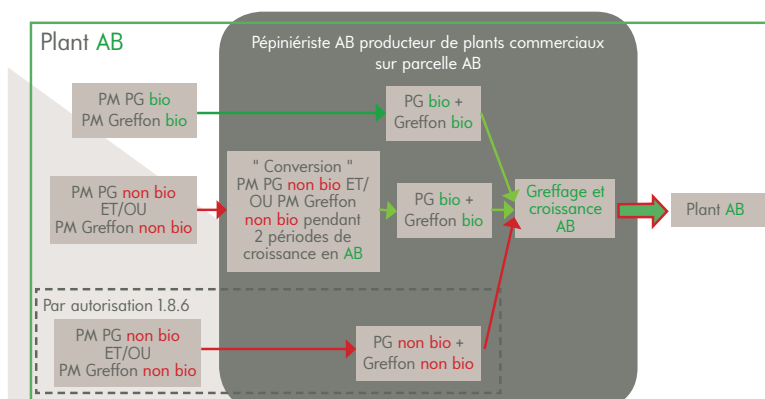 Plant AB
Pépiniériste AB producteur de plants commerciaux
sur parcelle AB
PM PG bio
PM Greffon bio
PG bio +
Greffon bio
PM PG non bio
ET/OU
PM Greffon non bio
" Conversion "
PM PG non bio ET/
OU PM Greffon
non bio pendant
2 périodes de
croissance en AB
PG bio +
Greffon bio
Greffage et
croissance
AB
Plant AB
Par autorisation 1.8.6
PM PG non bio
ET/OU
PM Greffon non bio
PG non bio +
Greffon non bio